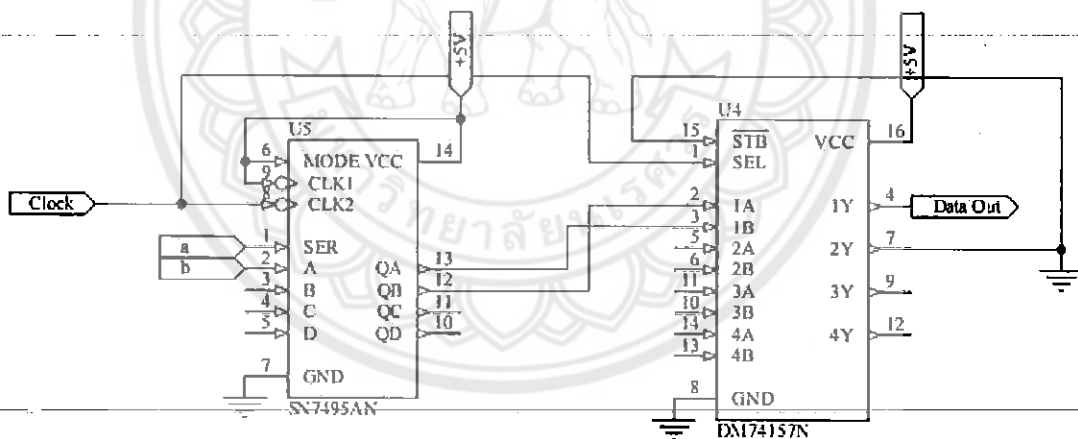 +5V
+5V
U5
U4
6
MODE VCC
14
9
CLK1
8
CLK2
Clock
a
1
SER
b
2
A
QA
13
3
B
QB
12
4
C
QC
11
5
D
QD
10
7
GND
SN7495AN
15
STB
VCC
16
1
SEL
2
1A
1Y
4
Data Out
3
1B
5
2A
2Y
7
6
2B
11
3A
3Y
9
10
3B
14
4A
4Y
12
13
4B
8
GND
DM74157N